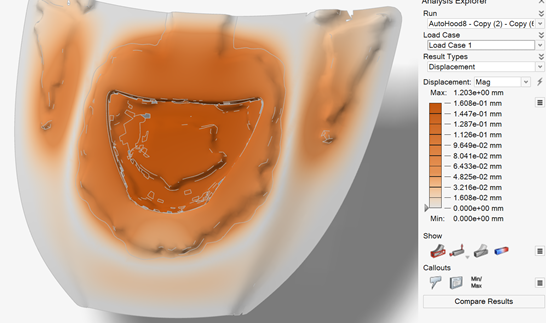 Analysis Explorer
Run
AutoHood8 - Copy (2) - Copy (6
Load Case
Load Case 1
Result Types
Displacement
Displacement: Mag
Max: 1.203e+00 mm
1.608e-01 mm
1.447e-01 mm
1.287e-01 mm
1.126e-01 mm
9.649e-02 mm
8.041e-02 mm
6.433e-02 mm
4.825e-02 mm
3.216e-02 mm
1.608e-02 mm
0.000e+00 mm
Min: 0.000e+00 mm
Show
Callouts
Min/
Max
Compare Results